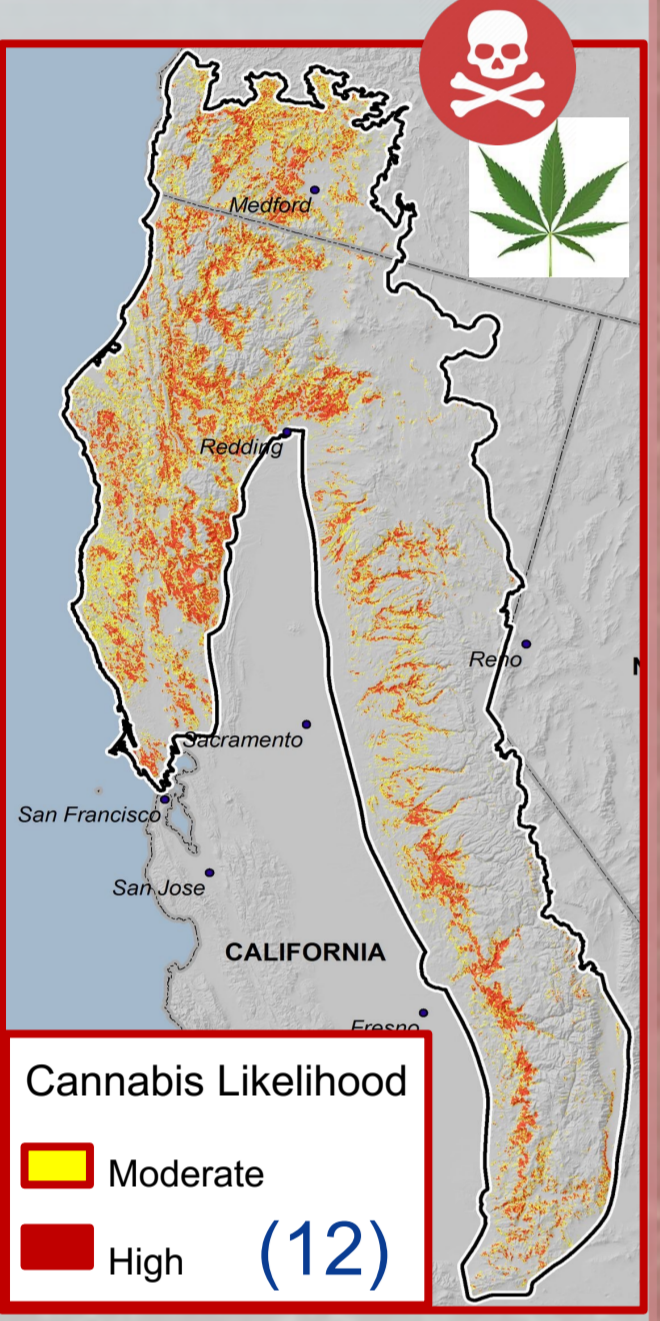 Medford
Redding
Reno
N
Sacramento
San Francisco
San Jose
CALIFORNIA
Fresno
Cannabis Likelihood
Moderate
High (12)